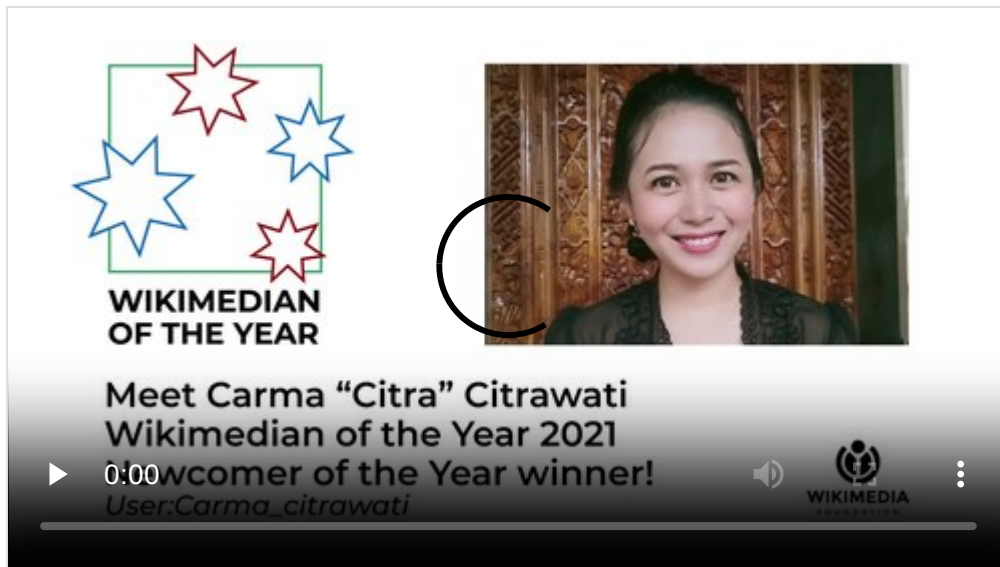 WIKIMEDIAN
OF THE YEAR
Meet Carma “Citra” Citrawati
Wikimedian of the Year 2021
Newcomer of the Year winner!
0:00
User:Carma_citrawati
WIKIMEDIA
FOUNDATION